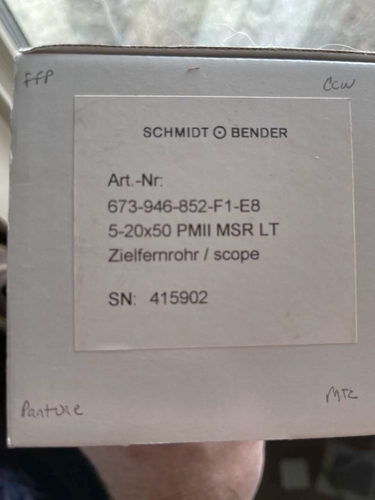 FFP
CCW
SCHMIDT BENDER
Art.-Nr:
673-946-852-F1-E8
5-20x50 PMII MSR LT
Zielfernrohr / scope
SN: 415902
Pantone
MTC